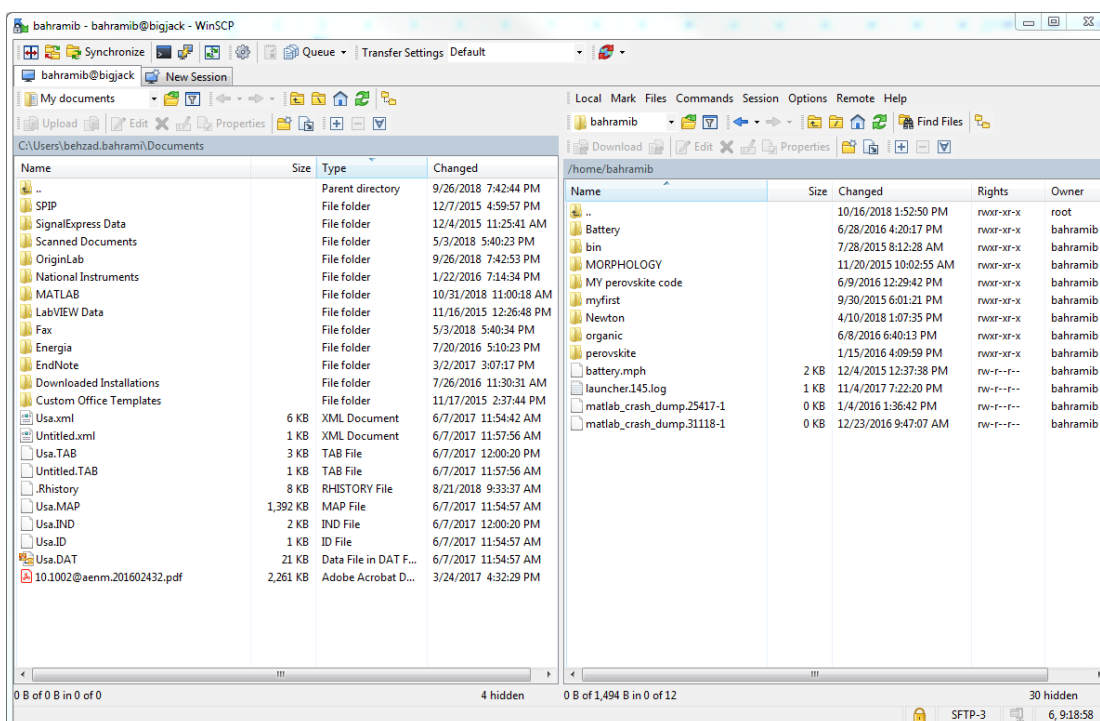 bahramib - bahramib@bigjack - WinSCP
Synchronize Queue Transfer Settings Default
bahramib@bigjack New Session
My documents
Upload Edit Properties
C:\Users\behzad.bahrami\Documents
Name Size Type Changed
.. Parent directory 9/26/2018 7:42:44 PM
SPIP File folder 12/7/2015 4:59:57 PM
SignalExpress Data File folder 12/4/2015 11:25:41 AM
Scanned Documents File folder 5/3/2018 5:40:23 PM
OriginLab File folder 9/26/2018 7:42:53 PM
National Instruments File folder 1/22/2016 7:14:34 PM
MATLAB File folder 10/31/2018 11:00:18 AM
LabVIEW Data File folder 11/16/2015 12:26:48 PM
Fax File folder 5/3/2018 5:40:34 PM
Energia File folder 7/20/2016 5:10:23 PM
EndNote File folder 3/2/2017 3:07:17 PM
Downloaded Installations File folder 7/26/2016 11:30:31 AM
Custom Office Templates File folder 11/17/2015 2:37:44 PM
Usa.xml 6 KB XML Document 6/7/2017 11:54:42 AM
Untitled.xml 1 KB XML Document 6/7/2017 11:57:56 AM
Usa.TAB 3 KB TAB File 6/7/2017 12:00:20 PM
Untitled.TAB 1 KB TAB File 6/7/2017 11:57:56 AM
.Rhistory 8 KB RHISTORY File 8/21/2018 9:33:37 AM
Usa.MAP 1,392 KB MAP File 6/7/2017 11:54:57 AM
Usa.IND 2 KB IND File 6/7/2017 12:00:20 PM
Usa.ID 1 KB ID File 6/7/2017 11:54:57 AM
Usa.DAT 21 KB Data File in DAT F... 6/7/2017 11:54:57 AM
10.1002@aenm.201602432.pdf 2,261 KB Adobe Acrobat D... 3/24/2017 4:32:29 PM
0 B of 0 B in 0 of 0 4 hidden
Local Mark Files Commands Session Options Remote Help
bahramib Find Files
Download Edit Properties
/home/bahramib
Name Size Changed Rights Owner
.. 10/16/2018 1:52:50 PM rwxr-xr-x root
Battery 6/28/2016 4:20:17 PM rwxr-xr-x bahramib
bin 7/28/2015 8:12:28 AM rwxr-xr-x bahramib
MORPHOLOGY 11/20/2015 10:02:55 AM rwxr-xr-x bahramib
MY perovskite code 6/9/2016 12:29:42 PM rwxr-xr-x bahramib
myfirst 9/30/2015 6:01:21 PM rwxr-xr-x bahramib
Newton 4/10/2018 1:07:35 PM rwxr-xr-x bahramib
organic 6/8/2016 6:40:13 PM rwxr-xr-x bahramib
perovskite 1/15/2016 4:09:59 PM rwxr-xr-x bahramib
battery.mph 2 KB 12/4/2015 12:37:38 PM rw-r--r-- bahramib
launcher.145.log 1 KB 11/4/2017 7:22:20 PM rw-r--r-- bahramib
matlab_crash_dump.25417-1 0 KB 1/4/2016 1:36:42 PM rw-r--r-- bahramib
matlab_crash_dump.31118-1 0 KB 12/23/2016 9:47:07 AM rw-r--r-- bahramib
0 B of 1,494 B in 0 of 12 30 hidden
SFTP-3 6, 9:18:58